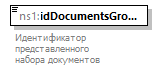 ns1:idDocumentsGro...
Идентификатор
представленного
набора документов